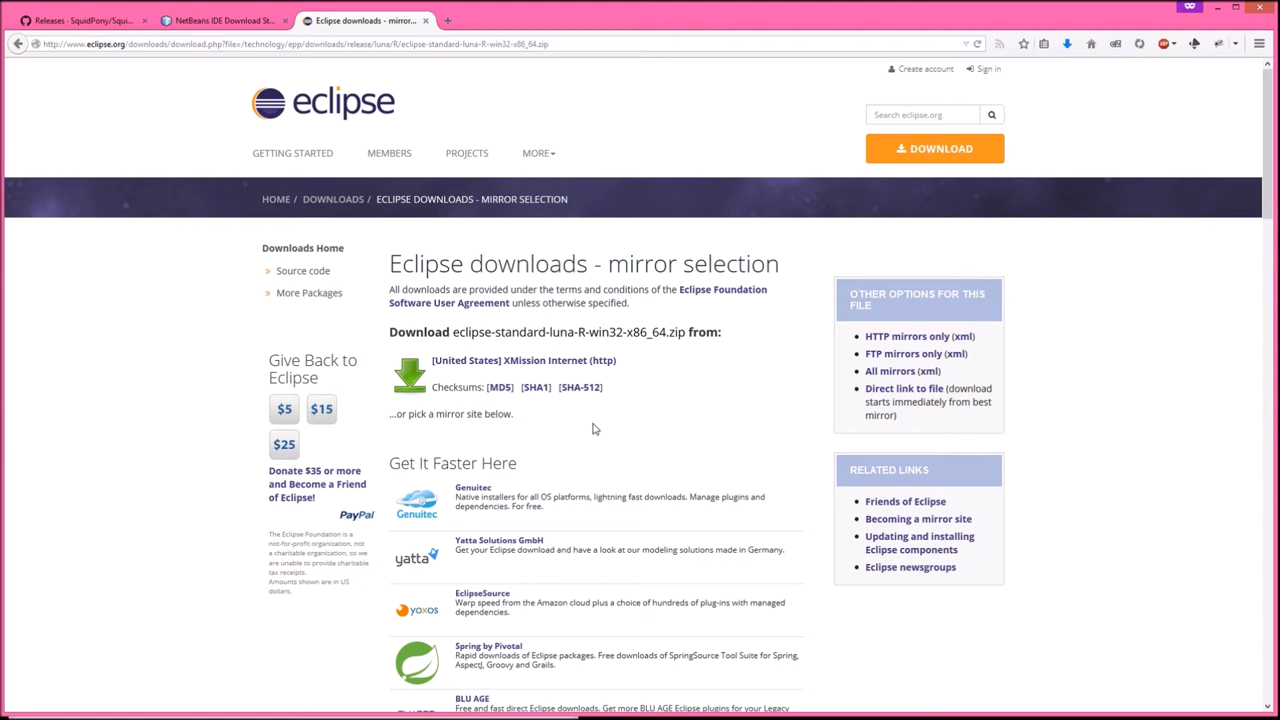 Releases - SquidPony/Squi...
NetBeans IDE Download St...
Eclipse downloads - mirror...
http://www.eclipse.org/downloads/download.php?file=/technology/epp/downloads/release/luna/R/eclipse-standard-luna-R-win32-x86_64.zip
Create account
Sign in
eclipse
Search eclipse.org
DOWNLOAD
GETTING STARTED
MEMBERS
PROJECTS
MORE
HOME / DOWNLOADS / ECLIPSE DOWNLOADS - MIRROR SELECTION
Downloads Home
» Source code
» More Packages
Give Back to
Eclipse
$5
$15
$25
Donate $35 or more
and Become a Friend
of Eclipse!
PayPal
The Eclipse Foundation is a
not-for-profit organization, not
a charitable organization, so we
are unable to provide charitable
tax receipts.
Amounts shown are in US
dollars.
Eclipse downloads - mirror selection
All downloads are provided under the terms and conditions of the Eclipse Foundation
Software User Agreement unless otherwise specified.
Download eclipse-standard-luna-R-win32-x86_64.zip from:
[United States] XMission Internet (http)
Checksums: [MD5] [SHA1] [SHA-512]
...or pick a mirror site below.
Get It Faster Here
Genuitec
Genuitec
Native installers for all OS platforms, lightning fast downloads. Manage plugins and
dependencies. For free.
yatta
Yatta Solutions GmbH
Get your Eclipse download and have a look at our modeling solutions made in Germany.
yoxos
EclipseSource
Warp speed from the Amazon cloud plus a choice of hundreds of plug-ins with managed
dependencies.
Spring by Pivotal
Rapid downloads of Eclipse packages. Free downloads of SpringSource Tool Suite for Spring,
AspectJ, Groovy and Grails.
BLU AGE
Free and fast direct Eclipse downloads. Get more BLU AGE Eclipse plugins for your Legacy
OTHER OPTIONS FOR THIS
FILE
• HTTP mirrors only (xml)
• FTP mirrors only (xml)
• All mirrors (xml)
• Direct link to file (download
starts immediately from best
mirror)
RELATED LINKS
• Friends of Eclipse
• Becoming a mirror site
• Updating and installing
Eclipse components
• Eclipse newsgroups